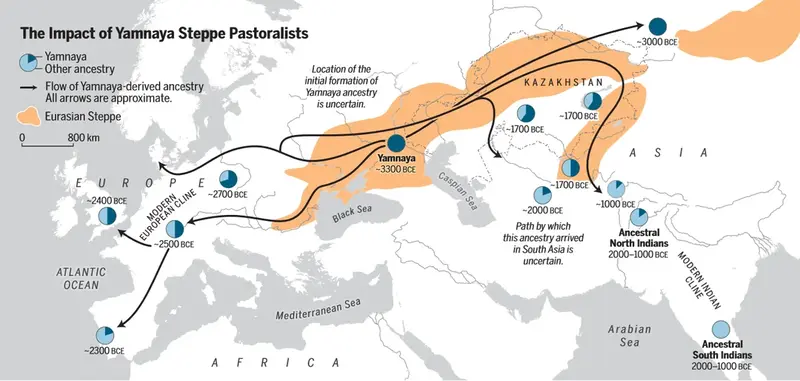 The Impact of Yamnaya Steppe Pastoralists
Yamnaya
Other ancestry
Flow of Yamnaya-derived ancestry
All arrows are approximate.
Eurasian Steppe
0 800 km
Location of the
initial formation of
Yamnaya ancestry
is uncertain.
~3000 BCE
KAZAKHSTAN
~1700 BCE
~1700 BCE
Yamnaya
~3300 BCE
ASIA
EUROPE
~2700 BCE
~2400 BCE
MODERN
EUROPEAN CLINE
~2500 BCE
Black Sea
Caspian Sea
~1700 BCE
~2000 BCE
~1000 BCE
Path by which
this ancestry arrived
in South Asia is
uncertain.
Ancestral
North Indians
2000–1000 BCE
MODERN INDIAN
CLINE
ATLANTIC
OCEAN
Mediterranean Sea
~2300 BCE
AFRICA
Arabian
Sea
Ancestral
South Indians
2000–1000 BCE